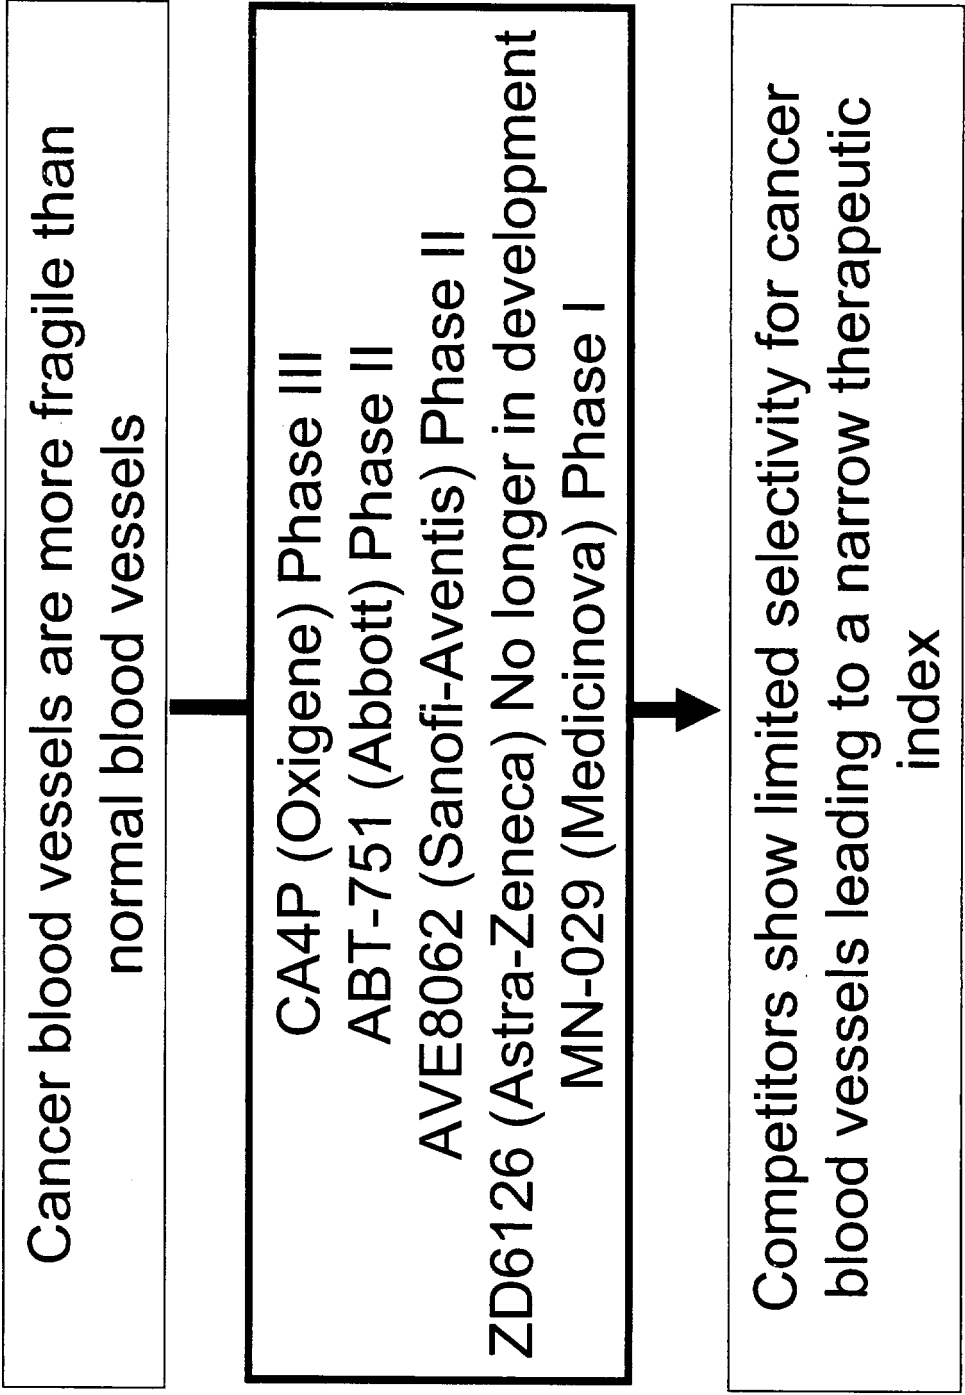 Cancer blood vessels are more fragile than
normal blood vessels
CA4P (Oxigene) Phase III
ABT-751 (Abbott) Phase II
AVE8062 (Sanofi-Aventis) Phase II
ZD6126 (Astra-Zeneca) No longer in development
MN-029 (Medicinova) Phase I
Competitors show limited selectivity for cancer
blood vessels leading to a narrow therapeutic
index